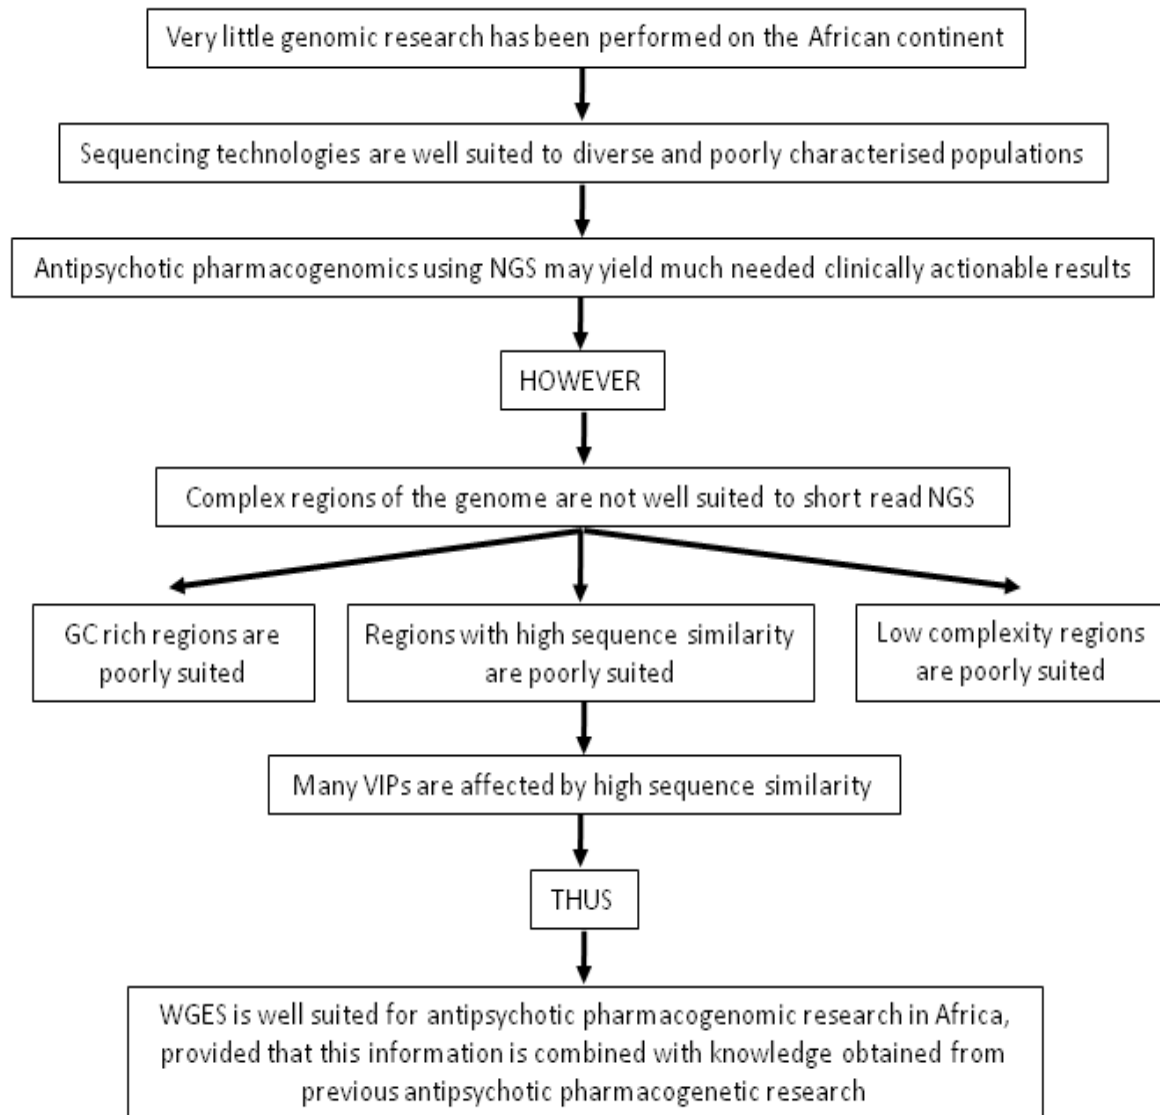 Very little genomic research has been performed on the African continent
Sequencing technologies are well suited to diverse and poorly characterised populations
Antipsychotic pharmacogenomics using NGS may yield much needed clinically actionable results
HOWEVER
Complex regions of the genome are not well suited to short read NGS
GC rich regions are
poorly suited
Regions with high sequence similarity
are poorly suited
Low complexity regions
are poorly suited
Many VIPs are affected by high sequence similarity
THUS
WGES is well suited for antipsychotic pharmacogenomic research in Africa,
provided that this information is combined with knowledge obtained from
previous antipsychotic pharmacogenetic research